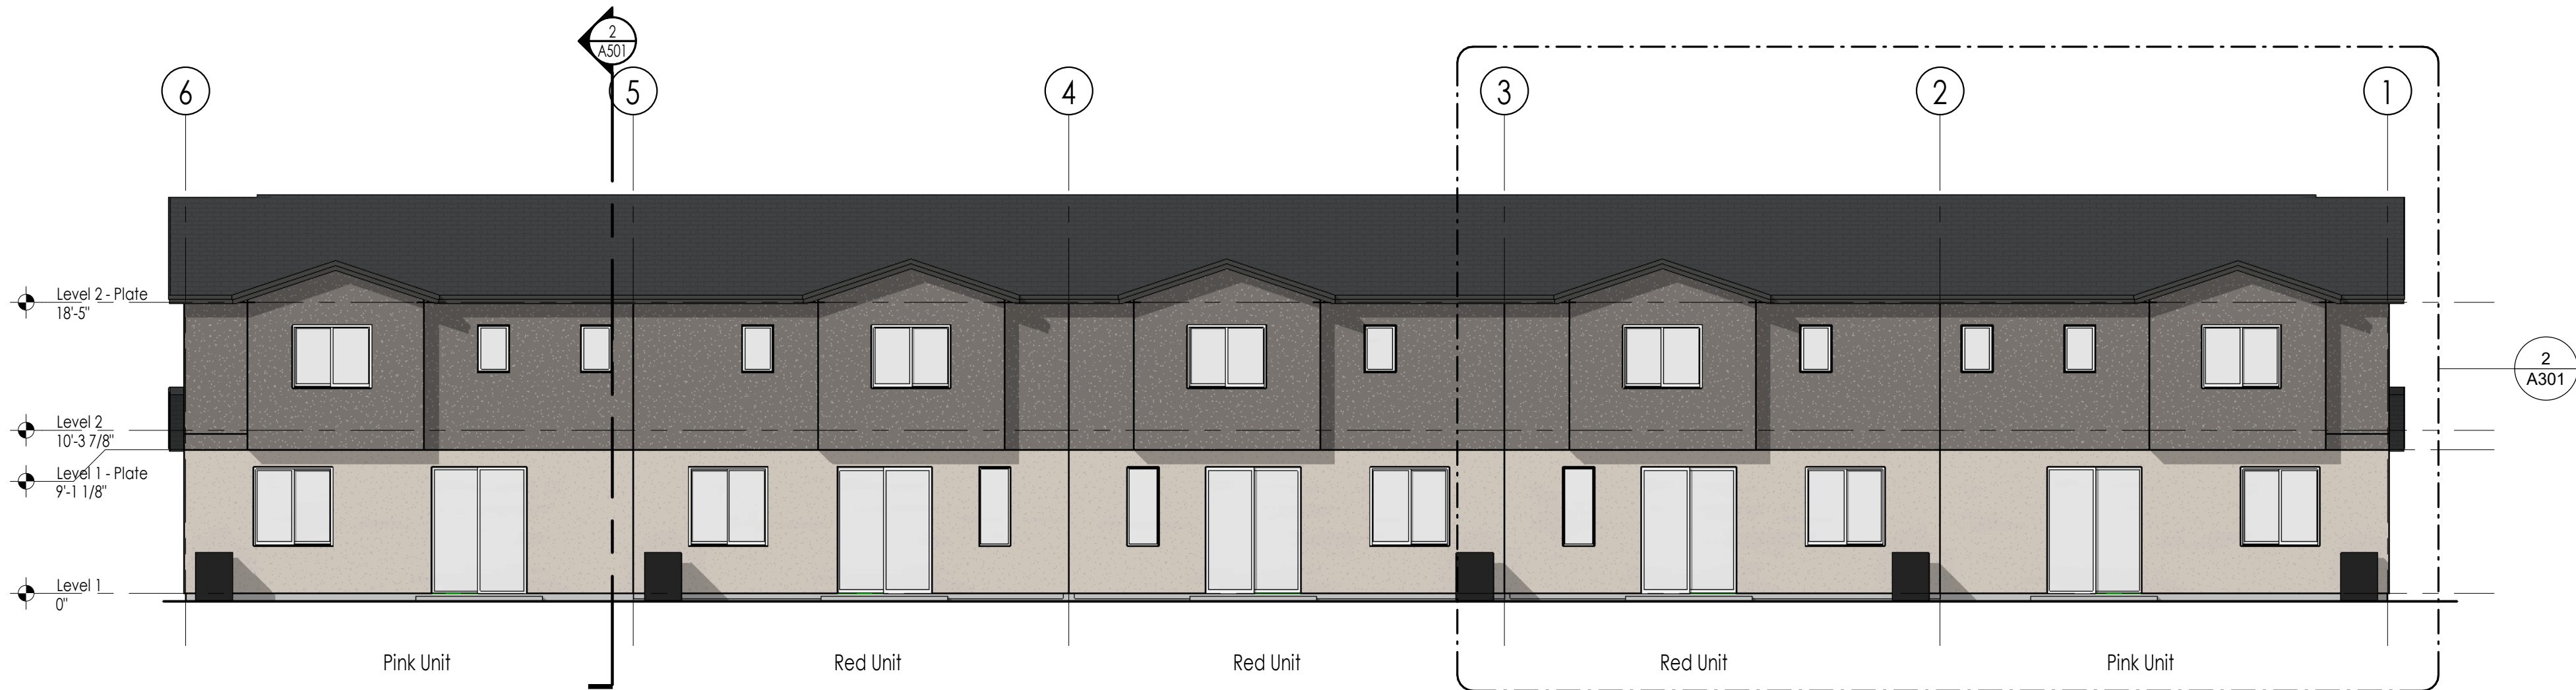 2
A501
6
5
4
3
2
1
Level 2 - Plate
18'-5"
Level 2
10'-3 7/8"
Level 1 - Plate
9'-1 1/8"
Level 1
0"
2
A301
Pink Unit
Red Unit
Red Unit
Red Unit
Pink Unit